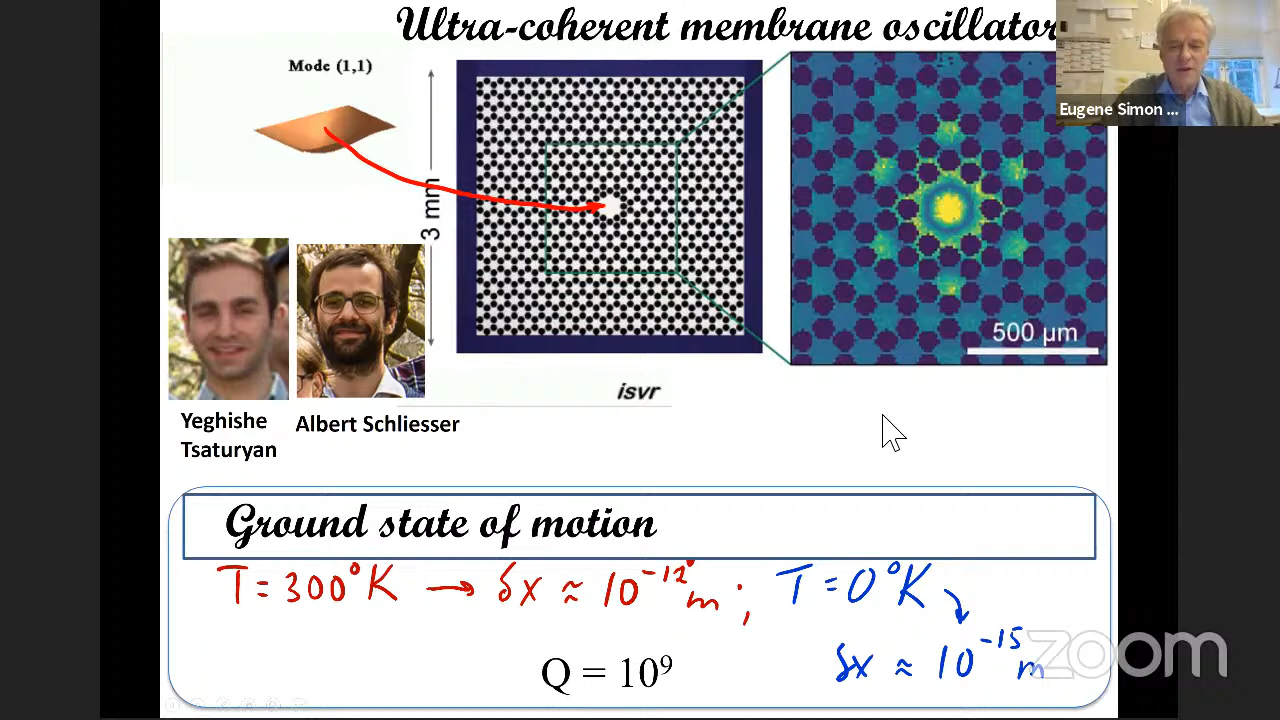 Ultra-coherent membrane oscillator
Mode (1,1)
3 mm
500 µm
Eugene Simon ...
isvr
Yeghishe
Tsaturyan
Albert Schliesser
Ground state of motion
T = 300°K → δx ≈ 10⁻¹² m ; T = 0°K
δx ≈ 10⁻¹⁵ m
Q = 10⁹
zoom